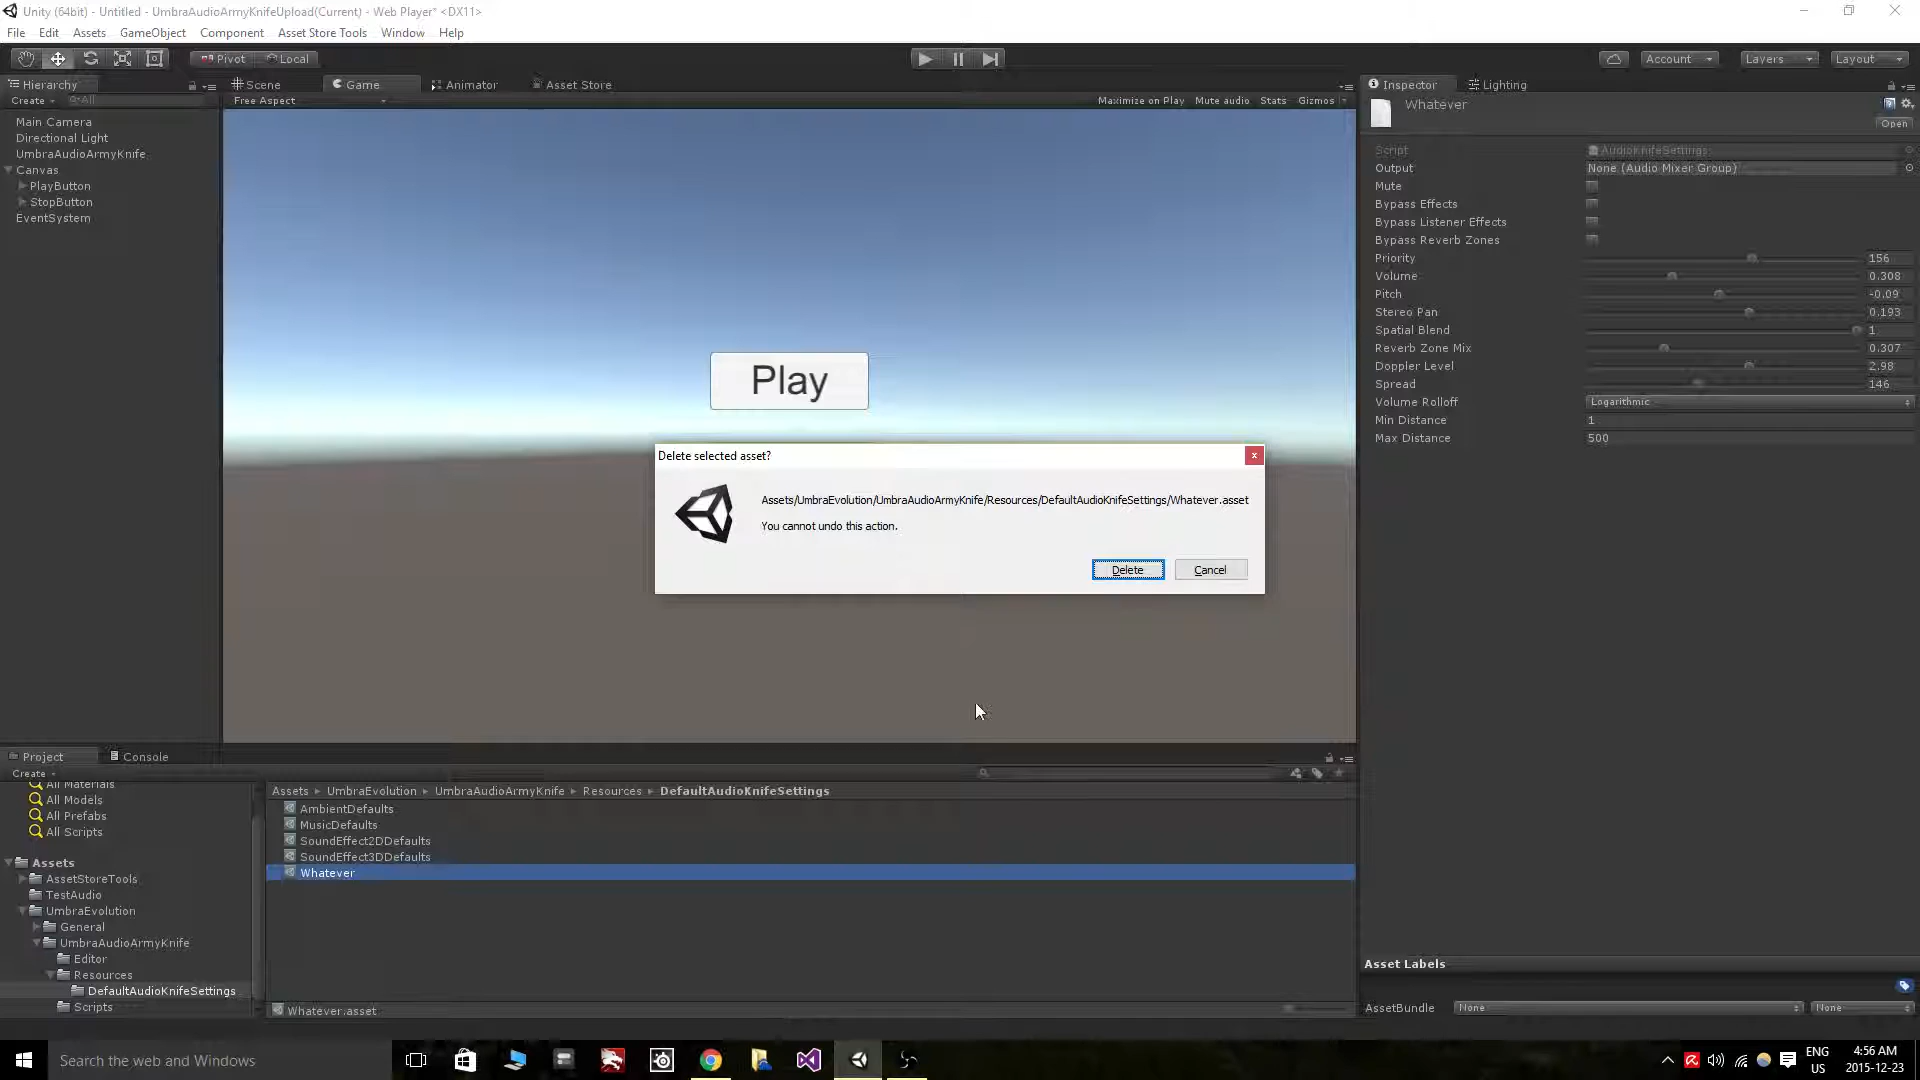 Unity (64bit) - Untitled - UmbraAudioArmyKnifeUpload(Current) - Web Player* <DX11>
File Edit Assets GameObject Component Asset Store Tools Window Help
Pivot Local Account Layers Layout
Hierarchy Scene Game Animator Asset Store Inspector Lighting
Create All Free Aspect Maximize on Play Mute audio Stats Gizmos
Whatever
Open
Main Camera
Directional Light
UmbraAudioArmyKnife
Canvas
PlayButton
StopButton
EventSystem
Play
Script AudioKnifeSettings
Output None (Audio Mixer Group)
Mute
Bypass Effects
Bypass Listener Effects
Bypass Reverb Zones
Priority 156
Volume 0.308
Pitch -0.09
Stereo Pan 0.193
Spatial Blend 1
Reverb Zone Mix 0.307
Doppler Level 2.98
Spread 146
Volume Rolloff Logarithmic
Min Distance 1
Max Distance 500
Delete selected asset?
x
Assets/UmbraEvolution/UmbraAudioArmyKnife/Resources/DefaultAudioKnifeSettings/Whatever.asset
You cannot undo this action.
Delete Cancel
Project Console
Create
All Materials
All Models
All Prefabs
All Scripts
Assets
AssetStoreTools
TestAudio
UmbraEvolution
General
UmbraAudioArmyKnife
Editor
Resources
DefaultAudioKnifeSettings
Scripts
Assets UmbraEvolution UmbraAudioArmyKnife Resources DefaultAudioKnifeSettings
AmbientDefaults
MusicDefaults
SoundEffect2DDefaults
SoundEffect3DDefaults
Whatever
Whatever.asset
Asset Labels
AssetBundle None None
Search the web and Windows
ENG
US
4:56 AM
2015-12-23